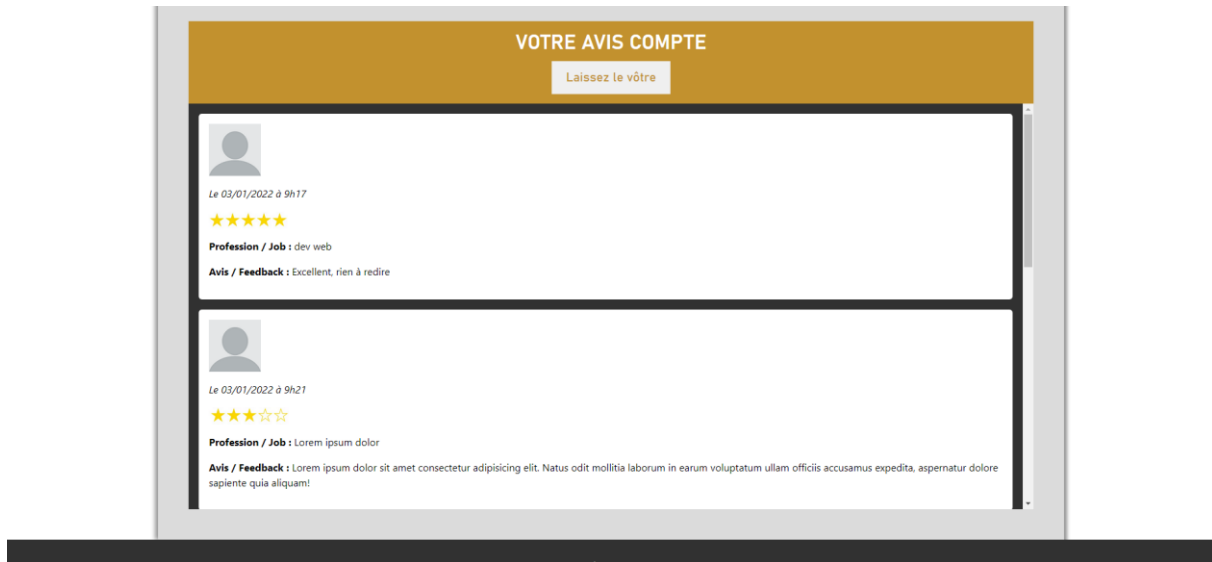 VOTRE AVIS COMPTE
Laissez le vôtre
Le 03/01/2022 à 9h17
★★★★★
Profession / Job : dev web
Avis / Feedback : Excellent, rien à redire
Le 03/01/2022 à 9h21
★★★☆☆
Profession / Job : Lorem ipsum dolor
Avis / Feedback : Lorem ipsum dolor sit amet consectetur adipisicing elit. Natus odit mollitia laborum in earum voluptatum ullam officiis accusamus expedita, aspernatur dolore
sapiente quia aliquam!